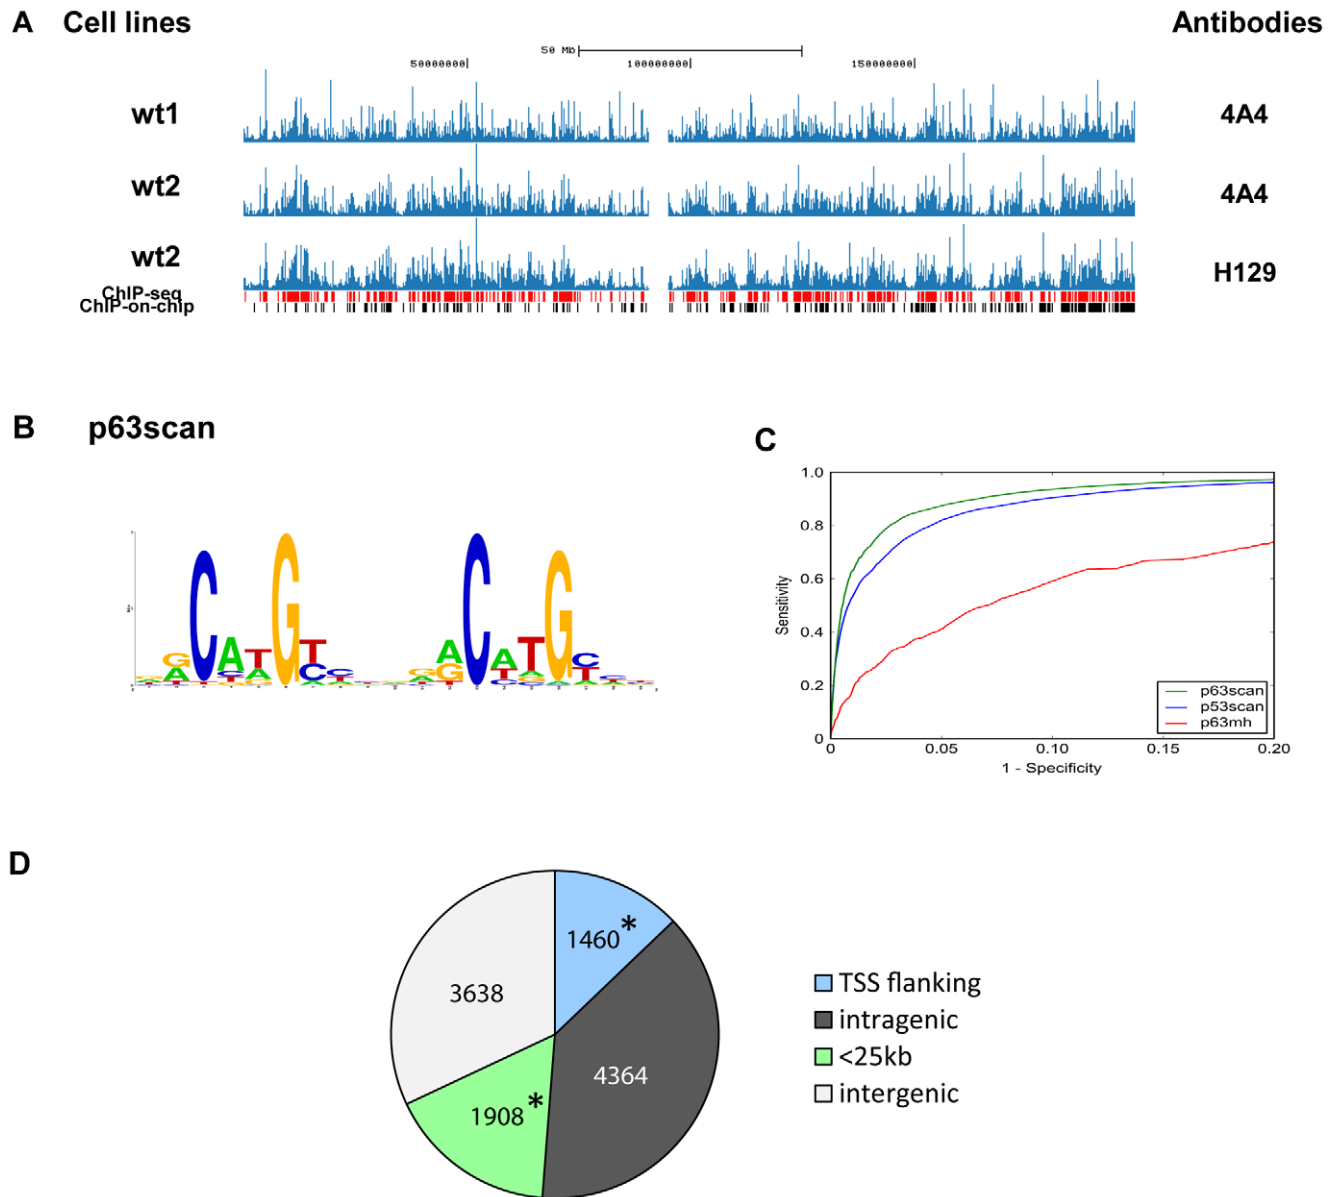 A Cell lines Antibodies
50 Mb
50000000 100000000 150000000
wt1 4A4
wt2 4A4
wt2 H129
ChIP-seq
ChIP-on-chip
B p63scan
C
1.0
0.8
0.6
0.4
0.2
0
Sensitivity
0 0.05 0.10 0.15 0.20
1 - Specificity
p63scan
p53scan
p63mh
D
1460*
3638
4364
1908*
TSS flanking
intragenic
<25kb
intergenic